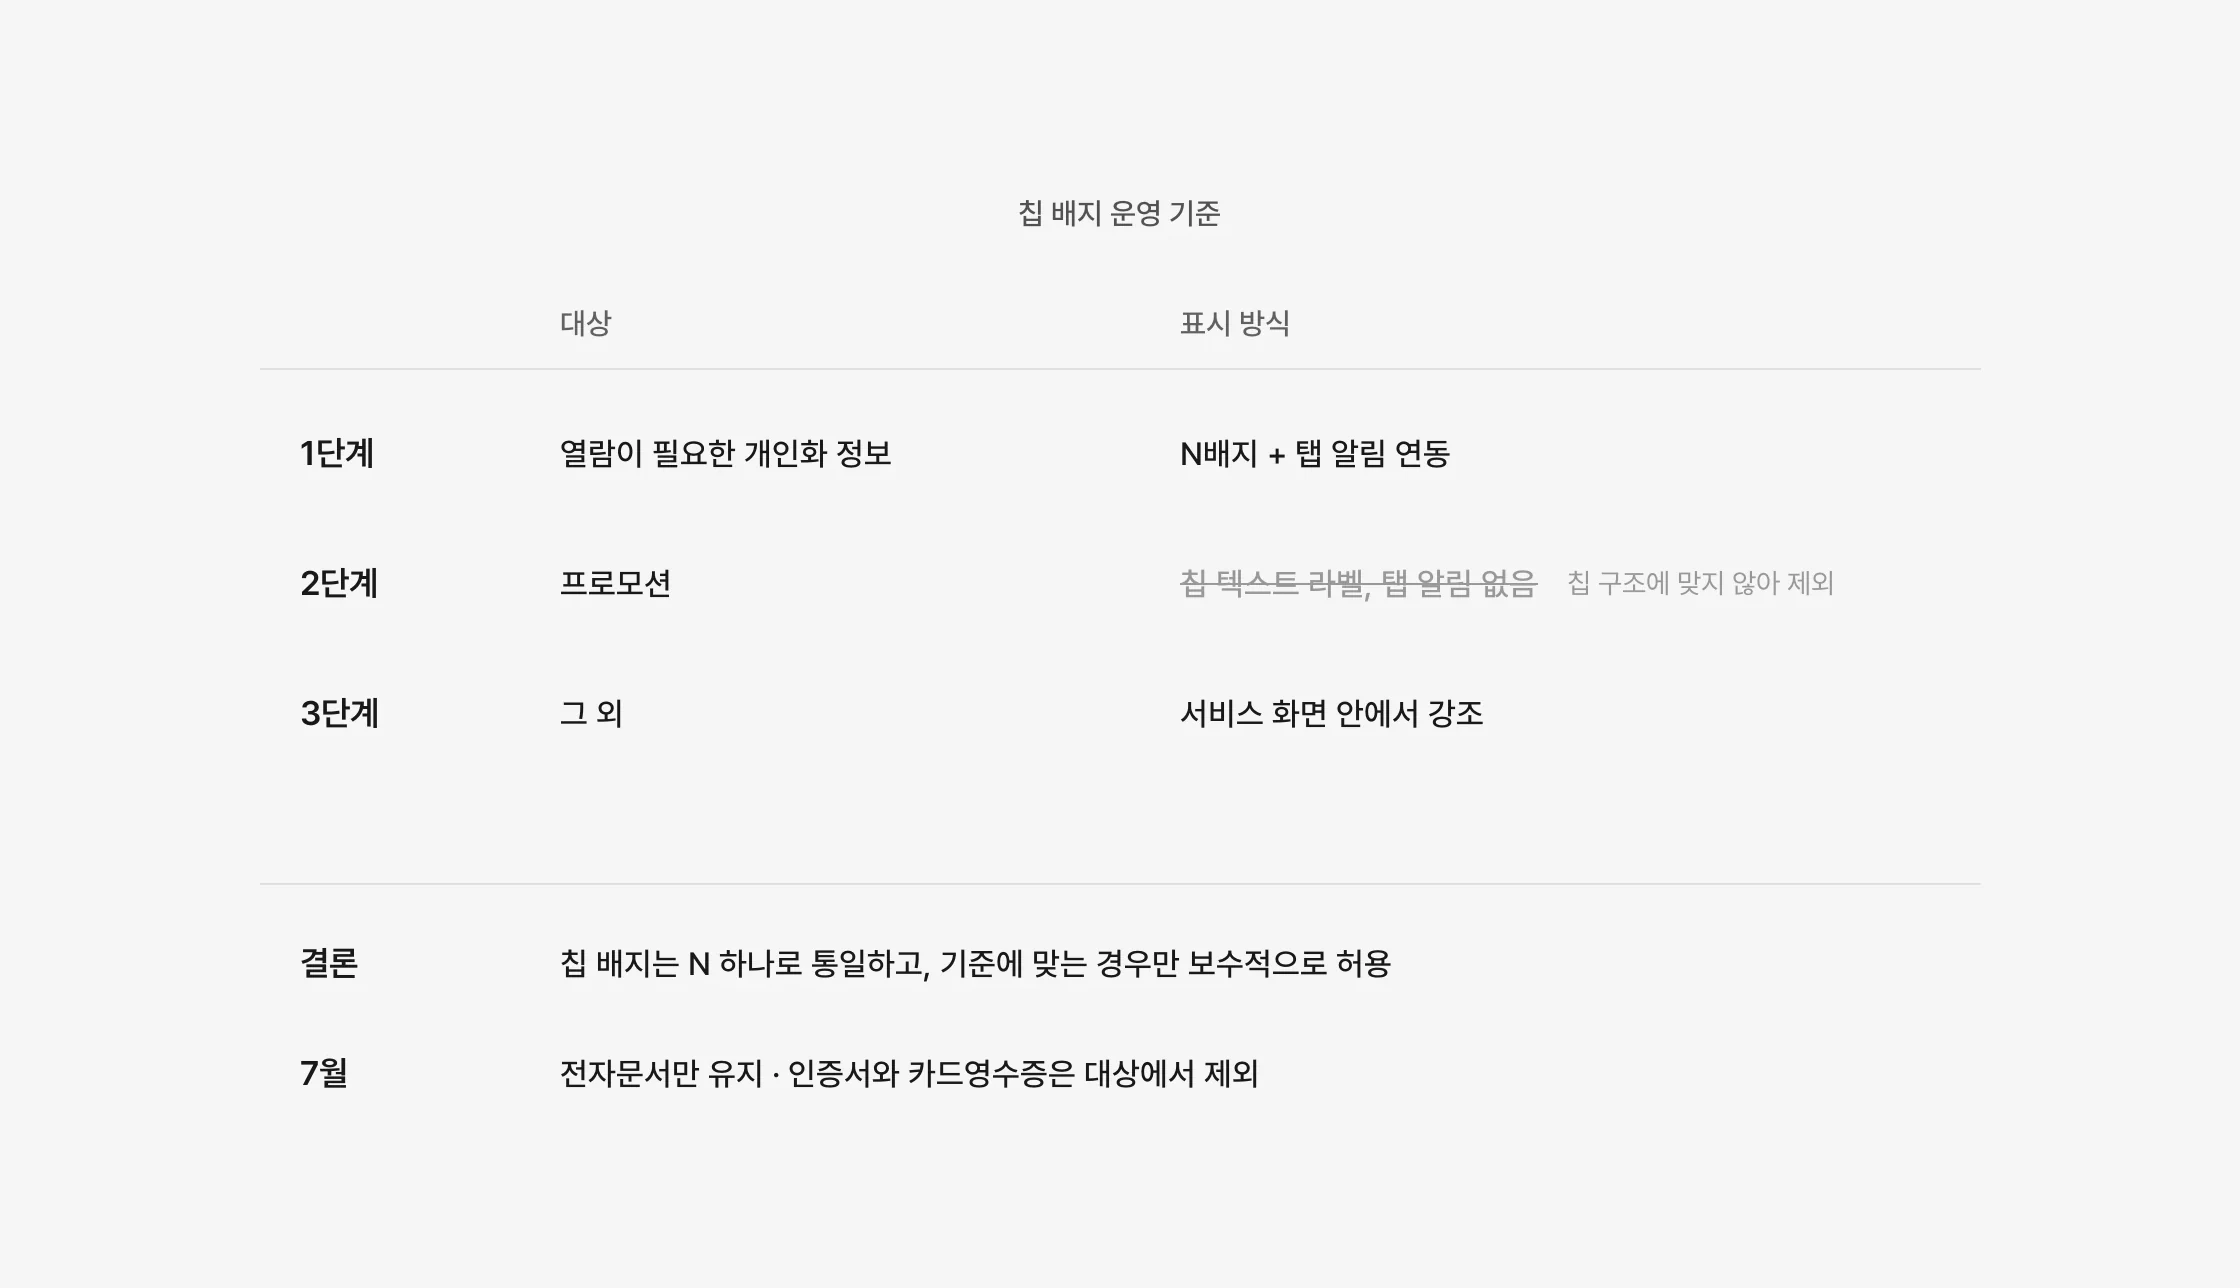 칩 배지 운영 기준
대상 표시 방식
1단계 열람이 필요한 개인화 정보 N배지 + 탭 알림 연동
2단계 프로모션 칩 텍스트 라벨, 탭 알림 없음 칩 구조에 맞지 않아 제외
3단계 그 외 서비스 화면 안에서 강조
결론 칩 배지는 N 하나로 통일하고, 기준에 맞는 경우만 보수적으로 허용
7월 전자문서만 유지 · 인증서와 카드영수증은 대상에서 제외